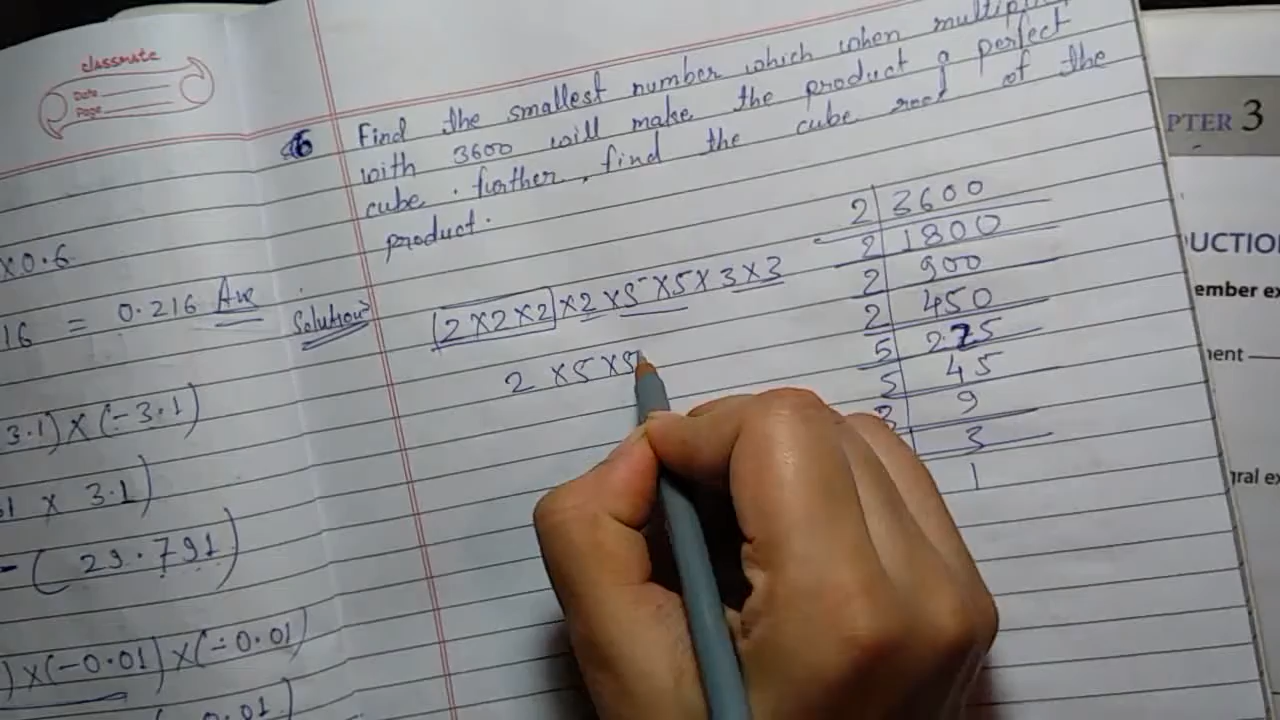 classmate
Date
Page
6 Find the smallest number which when
with 3600 will make the product a perfect
cube. further, find the cube root of the
product.
×0.6
16 = 0.216 Ans
Solution
2×2×2×2×5×5×3×3
2×5×5
2 3600
2 1800
2 900
2 450
5 225
5 45
3 9
3
1
3.1)×(-3.1)
× 3.1)
-(29.791)
)×(-0.01)×(-0.01)
0.01)
PTER 3
UCTIO
ember ex
ment
gral ex